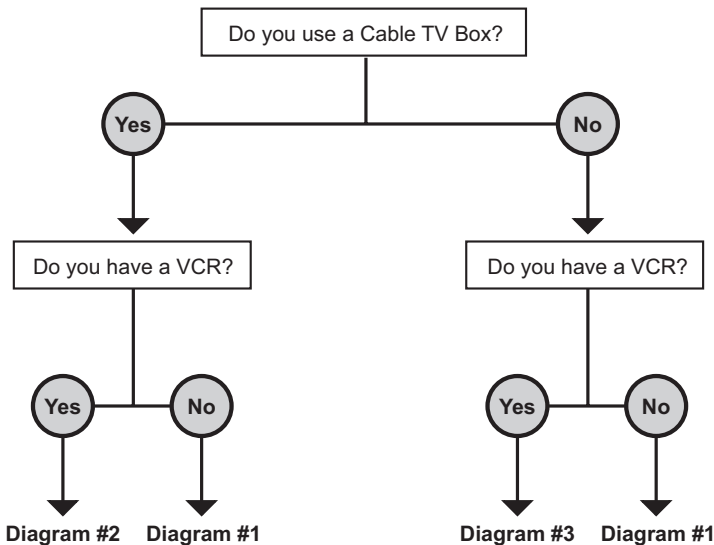 Do you use a Cable TV Box?
Yes
No
Do you have a VCR?
Do you have a VCR?
Yes
No
Yes
No
Diagram #2
Diagram #1
Diagram #3
Diagram #1